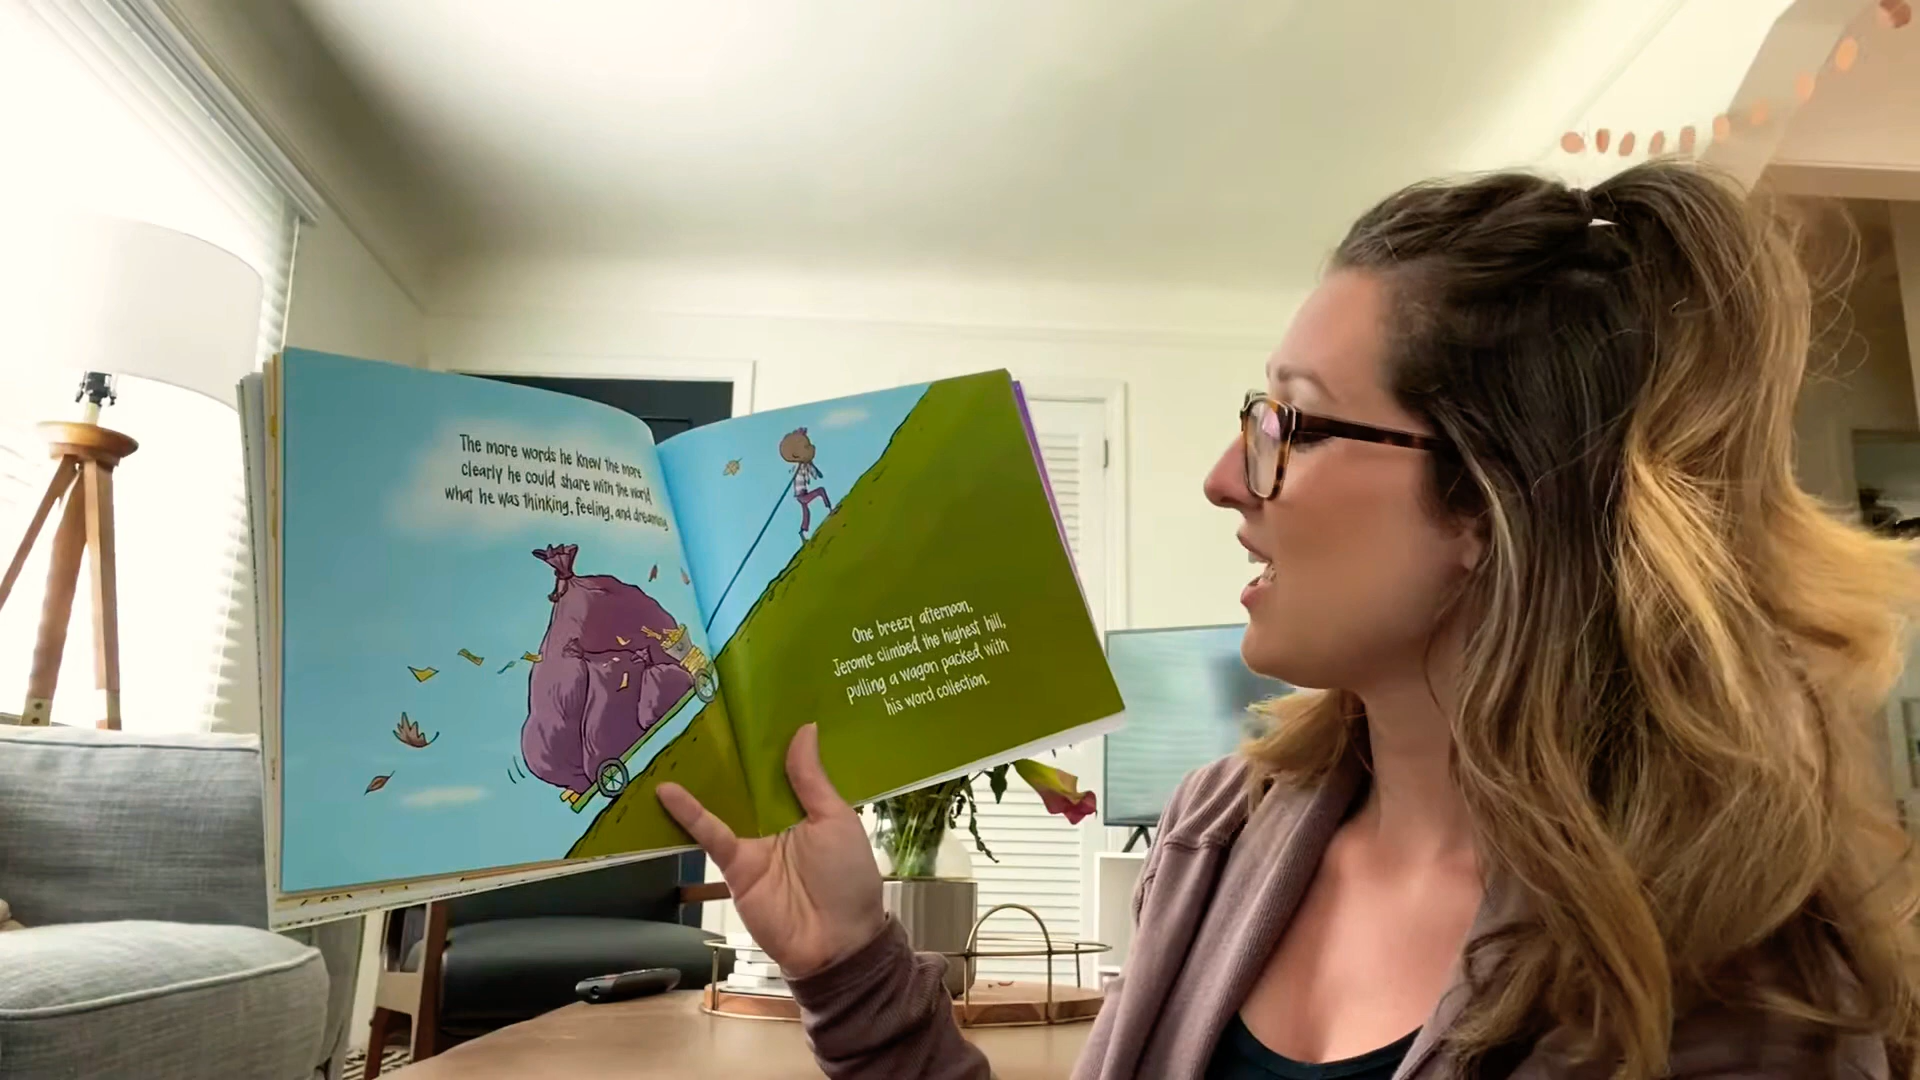 The more words he knew the more
clearly he could share with the world
what he was thinking, feeling, and dreaming
One breezy afternoon,
Jerome climbed the highest hill,
pulling a wagon packed with
his word collection.